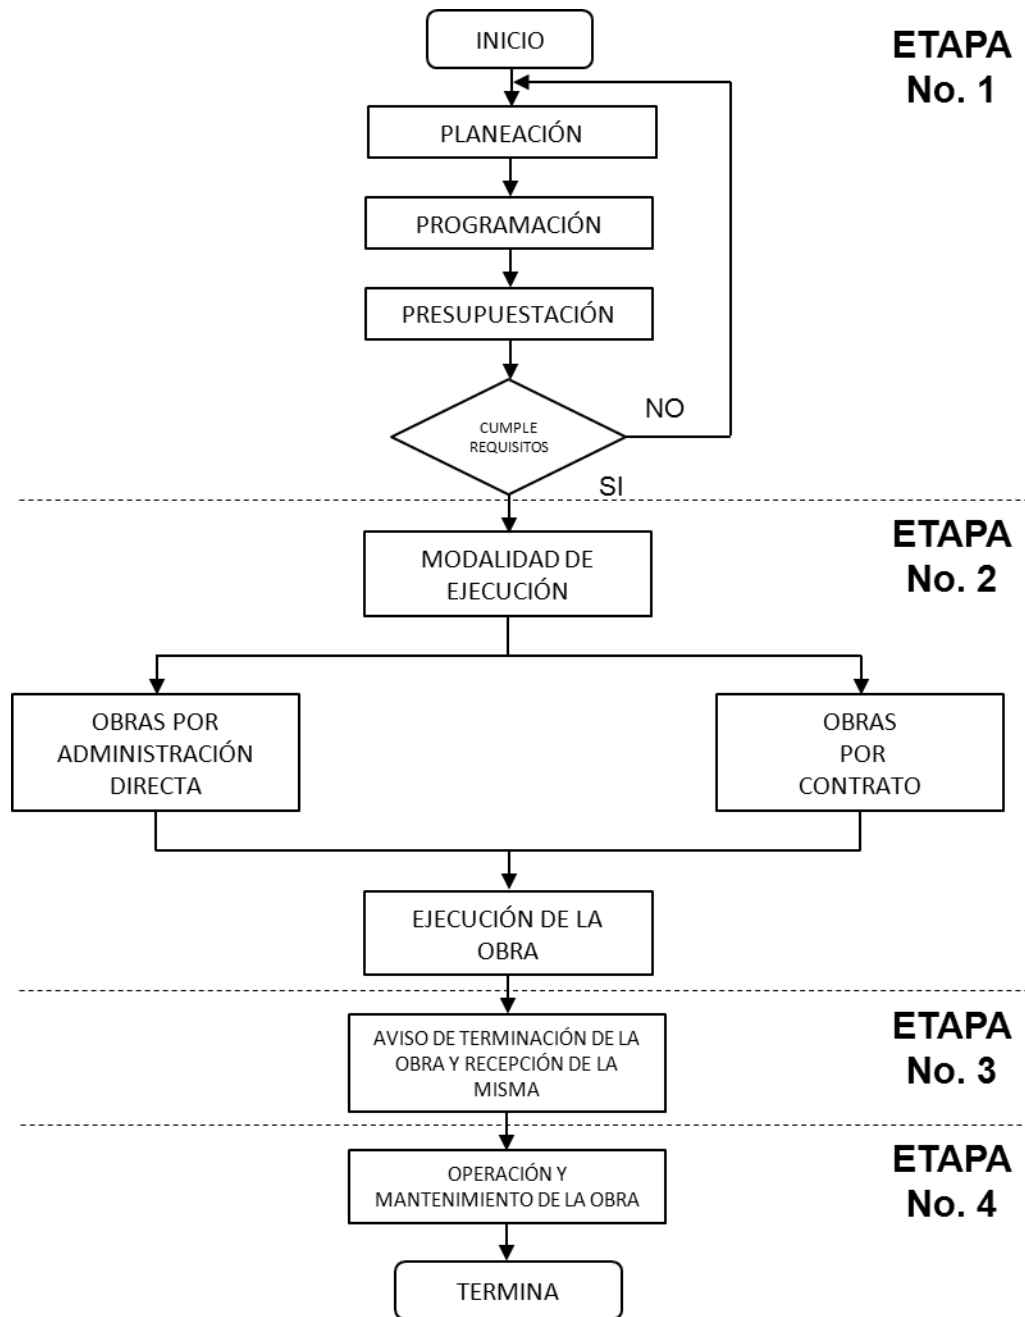 INICIO
ETAPA
No. 1
PLANEACIÓN
PROGRAMACIÓN
PRESUPUESTACIÓN
CUMPLE
REQUISITOS
NO
SI
ETAPA
No. 2
MODALIDAD DE
EJECUCIÓN
OBRAS POR
ADMINISTRACIÓN
DIRECTA
OBRAS
POR
CONTRATO
EJECUCIÓN DE LA
OBRA
ETAPA
No. 3
AVISO DE TERMINACIÓN DE LA
OBRA Y RECEPCIÓN DE LA
MISMA
ETAPA
No. 4
OPERACIÓN Y
MANTENIMIENTO DE LA OBRA
TERMINA